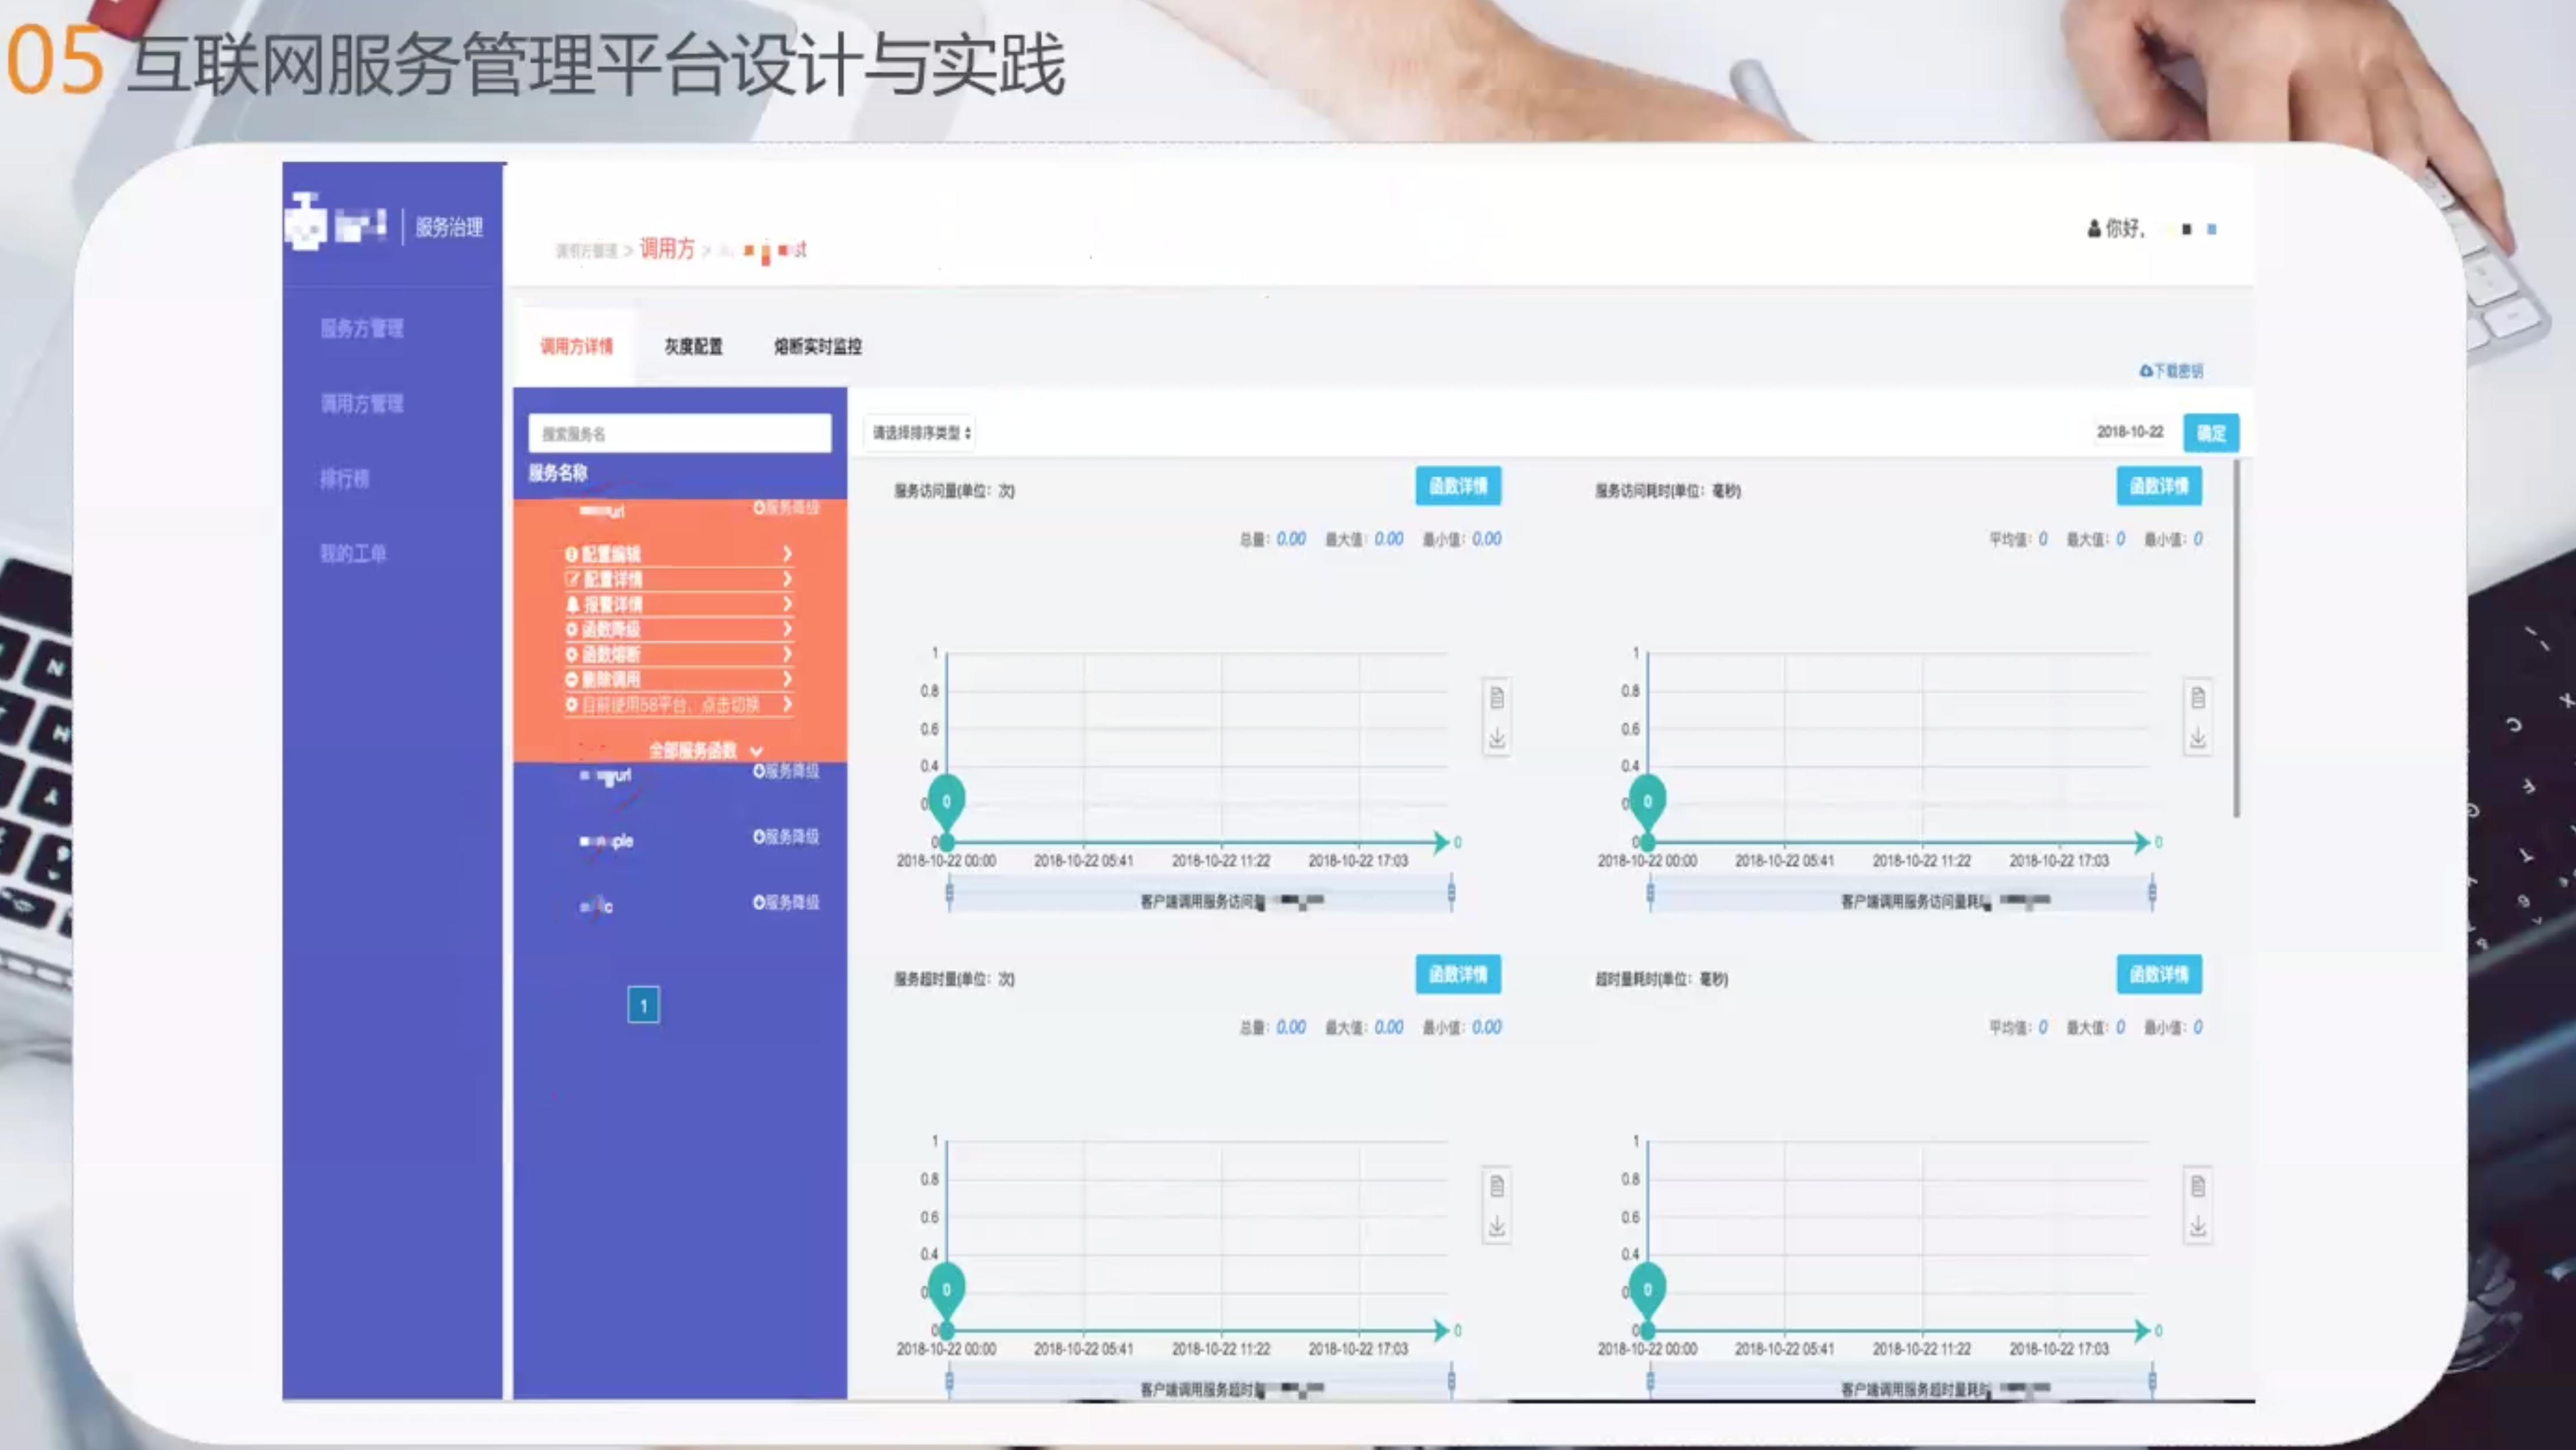 05 互联网服务管理平台设计与实践
服务治理
调用方管理 > 调用方 >
你好,
服务方管理
调用方管理
排行榜
我的工单
调用方详情 灰度配置 熔断实时监控
下载密钥
搜索服务名
请选择排序类型
2018-10-22 确定
服务名称
服务降级
配置编辑
配置详情
报警详情
函数降级
函数熔断
删除调用
目前使用58平台,点击切换
全部服务函数
服务降级
服务降级
服务降级
1
服务访问量(单位:次) 函数详情
总量:0.00 最大值:0.00 最小值:0.00
1
0.8
0.6
0.4
0
0
0
2018-10-22 00:00 2018-10-22 05:41 2018-10-22 11:22 2018-10-22 17:03
客户端调用服务访问
服务访问耗时(单位:毫秒) 函数详情
平均值:0 最大值:0 最小值:0
1
0.8
0.6
0.4
0
0
0
2018-10-22 00:00 2018-10-22 05:41 2018-10-22 11:22 2018-10-22 17:03
客户端调用服务访问量耗
服务超时量(单位:次) 函数详情
总量:0.00 最大值:0.00 最小值:0.00
1
0.8
0.6
0.4
0
0
0
2018-10-22 00:00 2018-10-22 05:41 2018-10-22 11:22 2018-10-22 17:03
客户端调用服务超时
超时量耗时(单位:毫秒) 函数详情
平均值:0 最大值:0 最小值:0
1
0.8
0.6
0.4
0
0
0
2018-10-22 00:00 2018-10-22 05:41 2018-10-22 11:22 2018-10-22 17:03
客户端调用服务超时量耗时